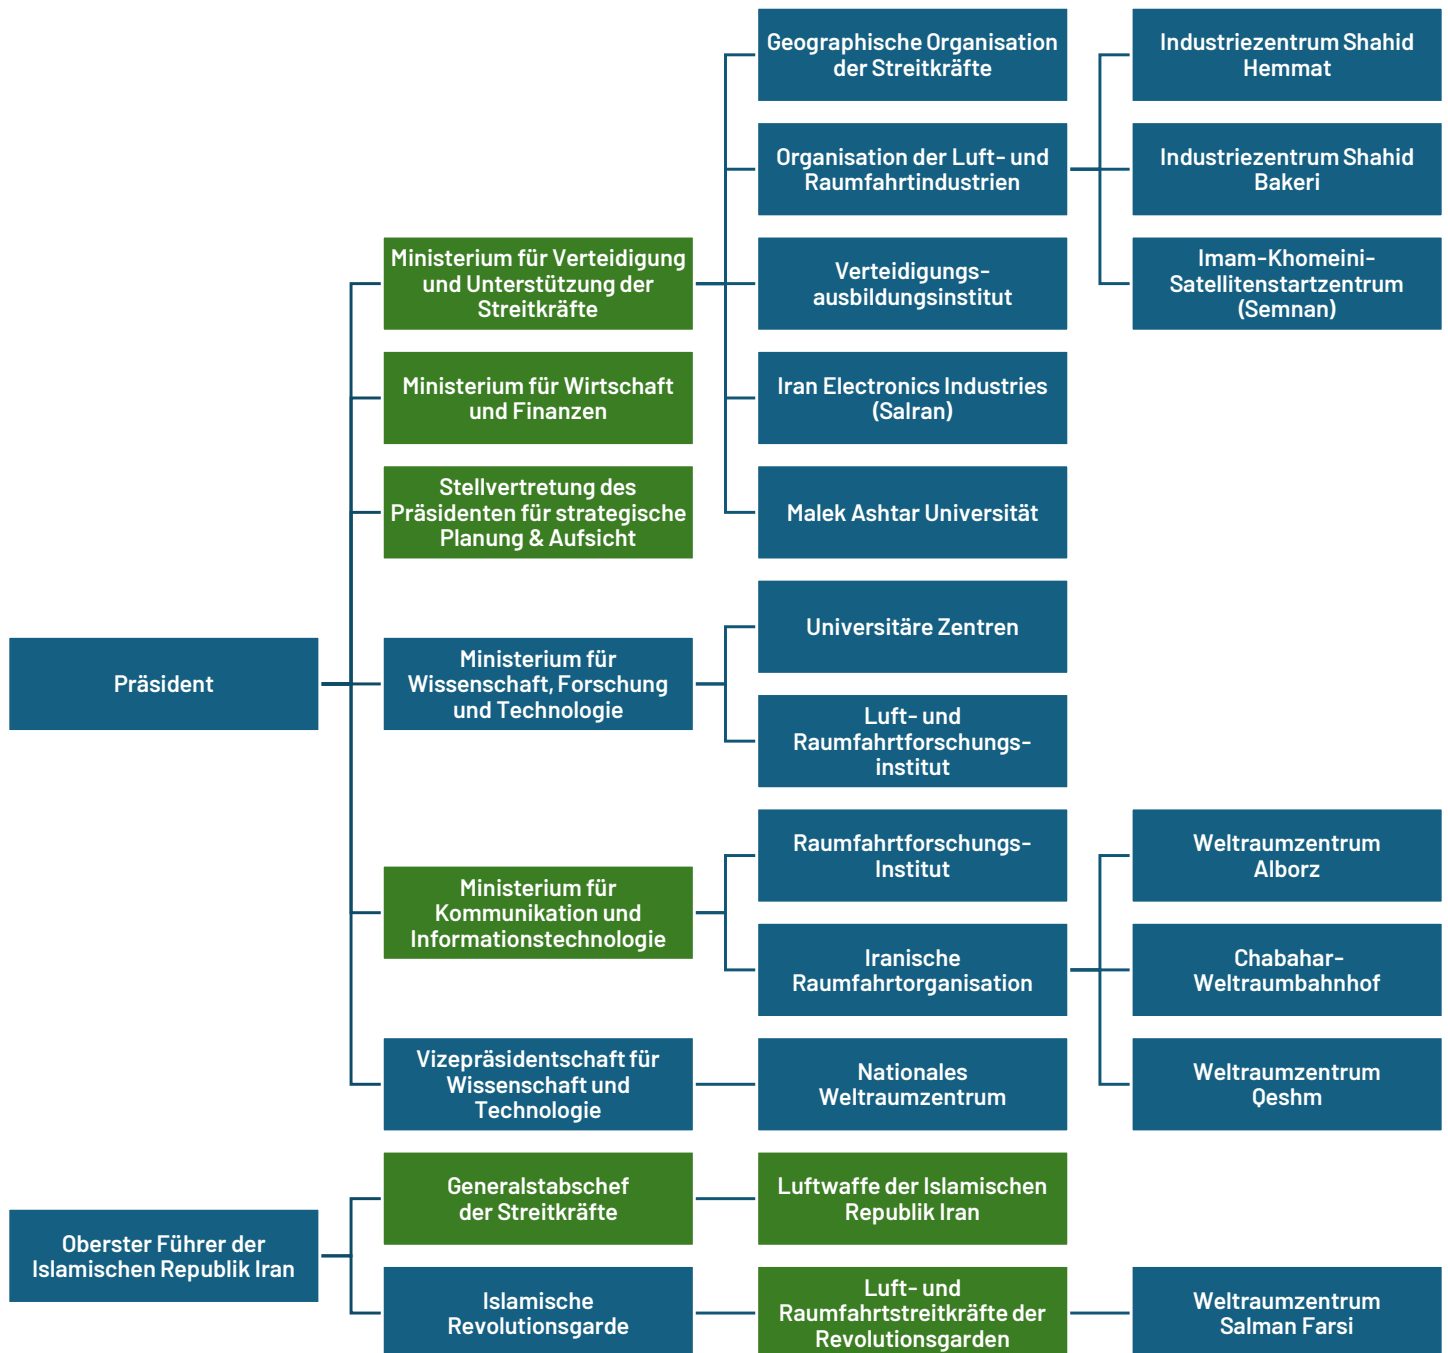 Präsident
Ministerium für Verteidigung
und Unterstützung der
Streitkräfte
Geographische Organisation
der Streitkräfte
Organisation der Luft- und
Raumfahrtindustrien
Industriezentrum Shahid
Hemmat
Industriezentrum Shahid
Bakeri
Imam-Khomeini-
Satellitenstartzentrum
(Semnan)
Verteidigungs-
ausbildungsinstitut
Iran Electronics Industries
(SaIran)
Malek Ashtar Universität
Ministerium für Wirtschaft
und Finanzen
Stellvertretung des
Präsidenten für strategische
Planung & Aufsicht
Ministerium für
Wissenschaft, Forschung
und Technologie
Universitäre Zentren
Luft- und
Raumfahrtforschungs-
institut
Ministerium für
Kommunikation und
Informationstechnologie
Raumfahrtforschungs-
Institut
Iranische
Raumfahrtorganisation
Weltraumzentrum
Alborz
Chabahar-
Weltraumbahnhof
Weltraumzentrum
Qeshm
Vizepräsidentschaft für
Wissenschaft und
Technologie
Nationales
Weltraumzentrum
Oberster Führer der
Islamischen Republik Iran
Generalstabschef
der Streitkräfte
Luftwaffe der Islamischen
Republik Iran
Islamische
Revolutionsgarde
Luft- und
Raumfahrtstreitkräfte der
Revolutionsgarden
Weltraumzentrum
Salman Farsi